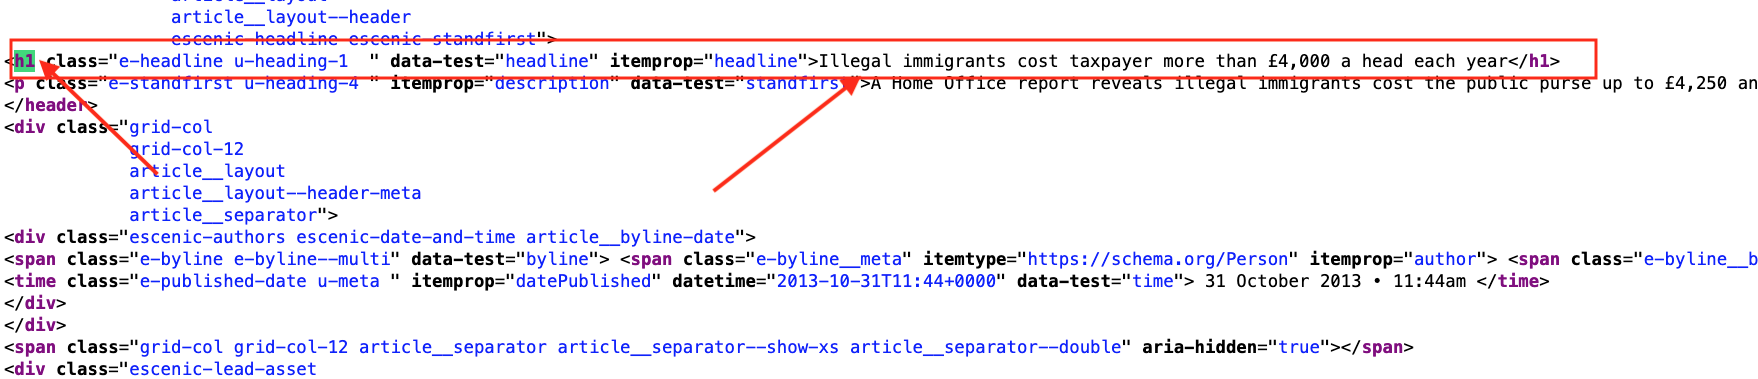 article__layout
article__layout--header
escenic-headline escenic-standfirst">
<h1 class="e-headline u-heading-1  " data-test="headline" itemprop="headline">Illegal immigrants cost taxpayer more than £4,000 a head each year</h1>
<p class="e-standfirst u-heading-4 " itemprop="description" data-test="standfirst">A Home Office report reveals illegal immigrants cost the public purse up to £4,250 an
</header>
<div class="grid-col
grid-col-12
article__layout
article__layout--header-meta
article__separator">
<div class="escenic-authors escenic-date-and-time article__byline-date">
<span class="e-byline e-byline--multi" data-test="byline"> <span class="e-byline__meta" itemtype="https://schema.org/Person" itemprop="author"> <span class="e-byline__b
<time class="e-published-date u-meta " itemprop="datePublished" datetime="2013-10-31T11:44+0000" data-test="time"> 31 October 2013 • 11:44am </time>
</div>
</div>
<span class="grid-col grid-col-12 article__separator article__separator--show-xs article__separator--double" aria-hidden="true"></span>
<div class="escenic-lead-asset